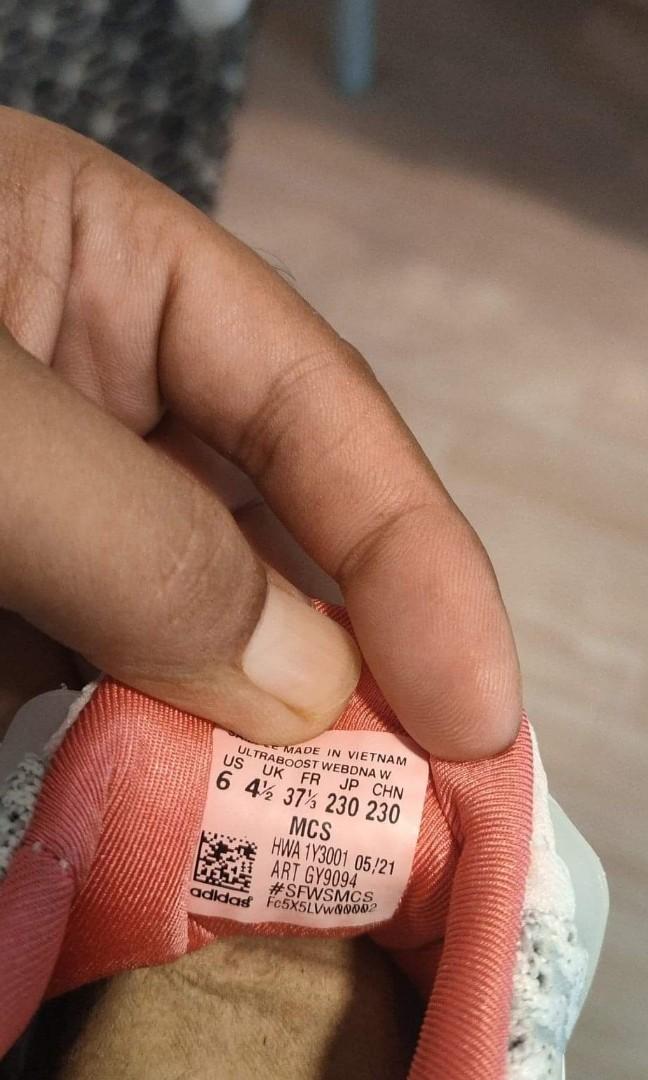 MADE IN VIETNAM
ULTRABOOST WEBDNA W
US UK FR JP CHN
6 4½ 37⅓ 230 230
MCS
HWA 1Y3001 05/21
ART GY9094
#SFWSMCS
adidas